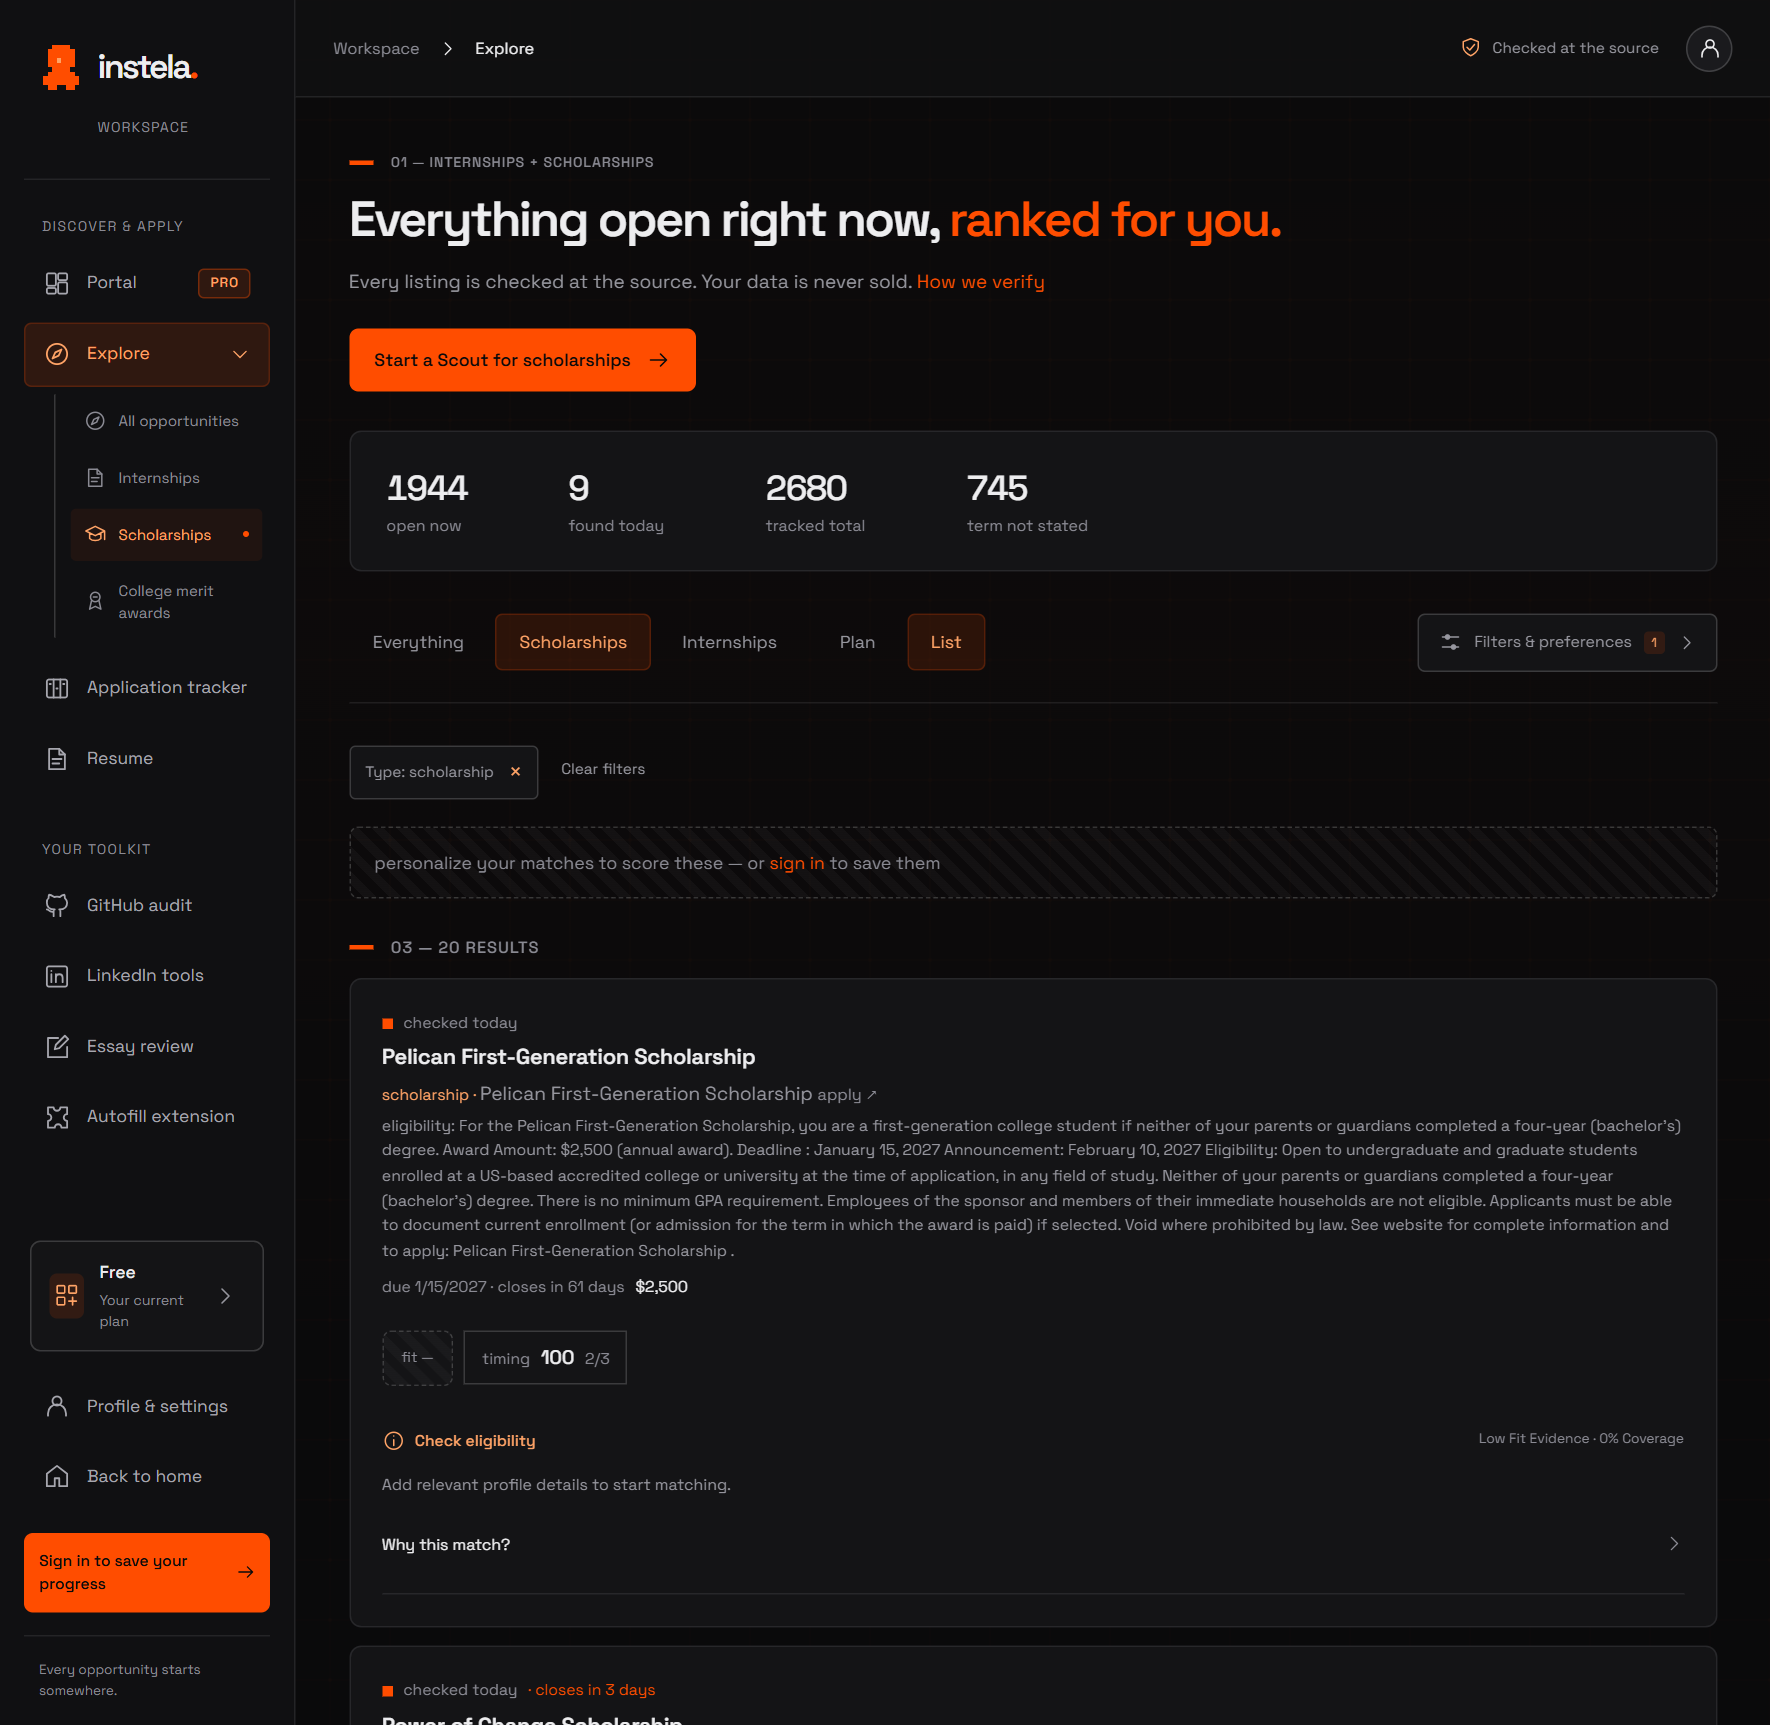 instela.
WORKSPACE
DISCOVER & APPLY
Portal
PRO
Explore
All opportunities
Internships
Scholarships
College merit
awards
Application tracker
Resume
YOUR TOOLKIT
GitHub audit
LinkedIn tools
Essay review
Autofill extension
Free
Your current
plan
Profile & settings
Back to home
Sign in to save your
progress
Every opportunity starts
somewhere.
Workspace > Explore
Checked at the source
01 — INTERNSHIPS + SCHOLARSHIPS
Everything open right now, ranked for you.
Every listing is checked at the source. Your data is never sold. How we verify
Start a Scout for scholarships →
1944
open now
9
found today
2680
tracked total
745
term not stated
Everything
Scholarships
Internships
Plan
List
Filters & preferences 1
Type: scholarship ×
Clear filters
personalize your matches to score these — or sign in to save them
03 — 20 RESULTS
checked today
Pelican First-Generation Scholarship
scholarship · Pelican First-Generation Scholarship apply ↗
eligibility: For the Pelican First-Generation Scholarship, you are a first-generation college student if neither of your parents or guardians completed a four-year (bachelor's)
degree. Award Amount: $2,500 (annual award). Deadline : January 15, 2027 Announcement: February 10, 2027 Eligibility: Open to undergraduate and graduate students
enrolled at a US-based accredited college or university at the time of application, in any field of study. Neither of your parents or guardians completed a four-year
(bachelor's) degree. There is no minimum GPA requirement. Employees of the sponsor and members of their immediate households are not eligible. Applicants must be able
to document current enrollment (or admission for the term in which the award is paid) if selected. Void where prohibited by law. See website for complete information and
to apply: Pelican First-Generation Scholarship .
due 1/15/2027 · closes in 61 days $2,500
fit —
timing 100 2/3
Check eligibility
Low Fit Evidence · 0% Coverage
Add relevant profile details to start matching.
Why this match?
checked today · closes in 3 days
Power of Change Scholarship